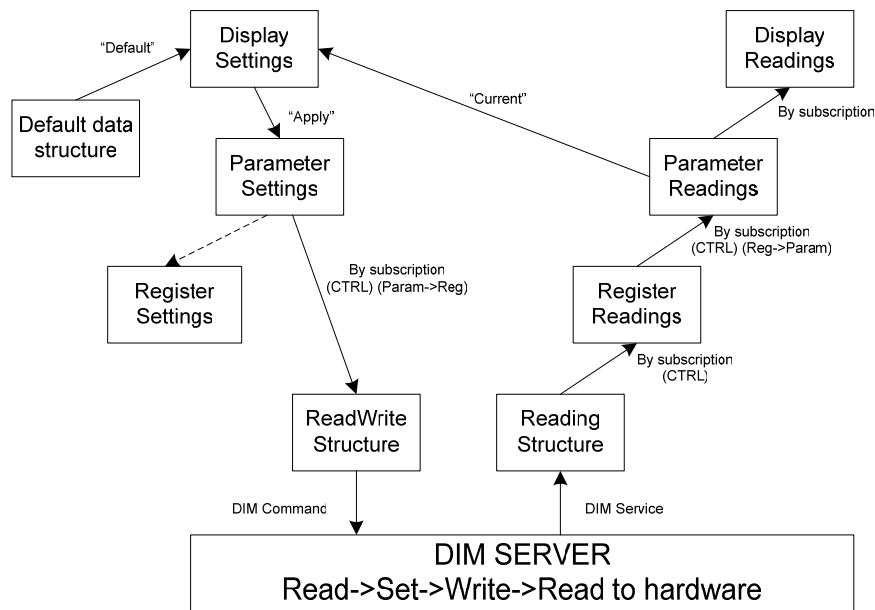 Display
Settings
Display
Readings
“Default”
“Current”
Default data
structure
“Apply”
By subscription
Parameter
Settings
Parameter
Readings
By subscription
(CTRL) (Reg->Param)
By subscription
(CTRL) (Param->Reg)
Register
Settings
Register
Readings
By subscription
(CTRL)
ReadWrite
Structure
Reading
Structure
DIM Command
DIM Service
DIM SERVER
Read->Set->Write->Read to hardware